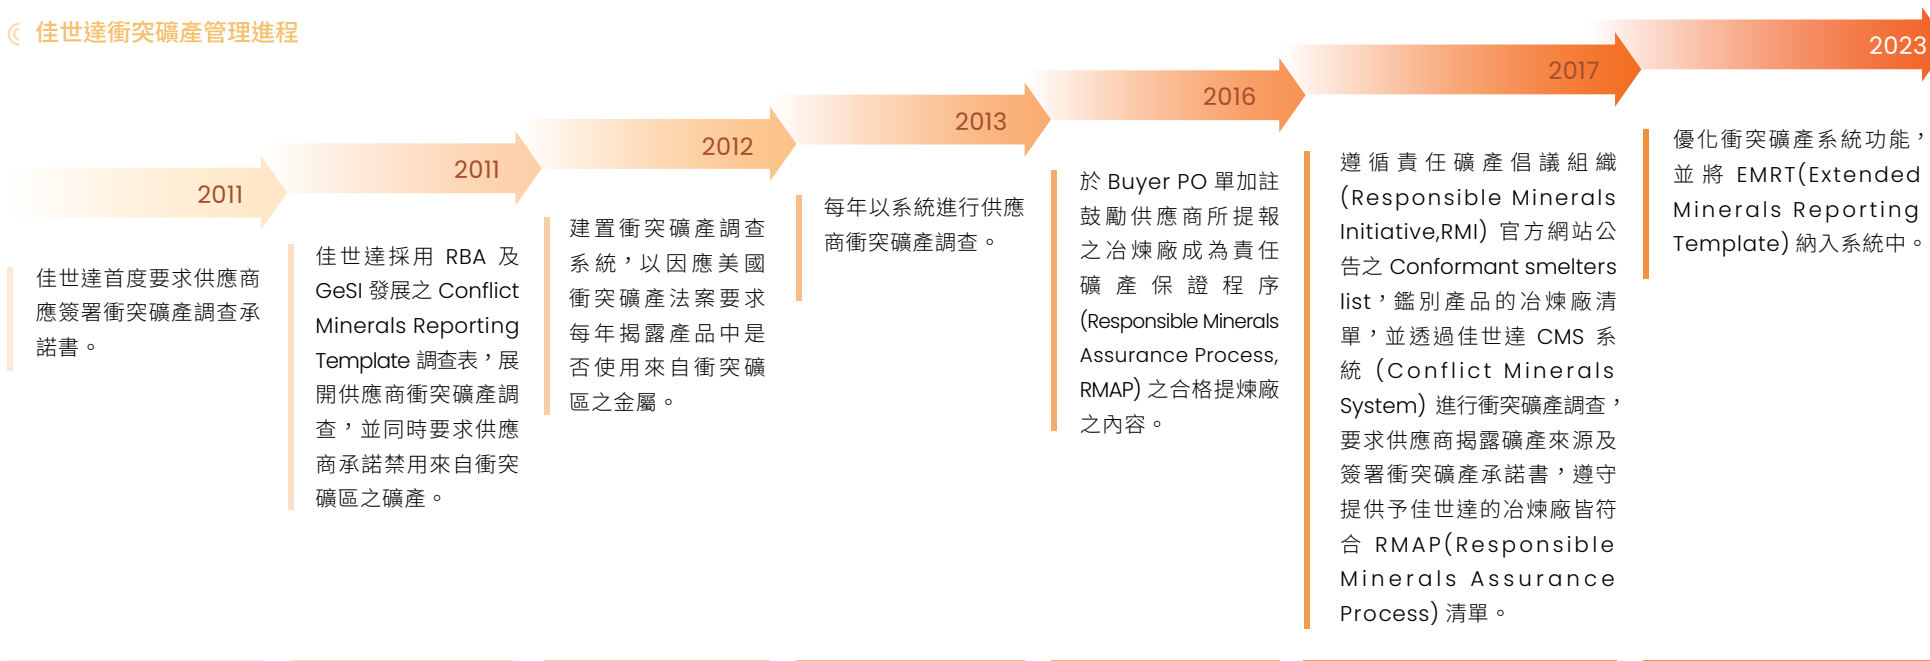 佳世達衝突礦產管理進程
2011
佳世達首度要求供應商
應簽署衝突礦產調查承
諾書。
2011
佳世達採用 RBA 及
GeSI 發展之 Conflict
Minerals Reporting
Template 調查表，展
開供應商衝突礦產調
查，並同時要求供應
商承諾禁用來自衝突
礦區之礦產。
2012
建置衝突礦產調查
系統，以因應美國
衝突礦產法案要求
每年揭露產品中是
否使用來自衝突礦
區之金屬。
2013
每年以系統進行供應
商衝突礦產調查。
2016
於 Buyer PO 單加註
鼓勵供應商所提報
之冶煉廠成為責任
礦產保證程序
(Responsible Minerals
Assurance Process,
RMAP) 之合格提煉廠
之內容。
2017
遵循責任礦產倡議組織
(Responsible Minerals
Initiative,RMI) 官方網站公
告之 Conformant smelters
list，鑑別產品的冶煉廠清
單，並透過佳世達 CMS 系
統 (Conflict Minerals
System) 進行衝突礦產調查，
要求供應商揭露礦產來源及
簽署衝突礦產承諾書，遵守
提供予佳世達的冶煉廠皆符
合 RMAP(Responsible
Minerals Assurance
Process) 清單。
2023
優化衝突礦產系統功能，
並將 EMRT(Extended
Minerals Reporting
Template) 納入系統中。